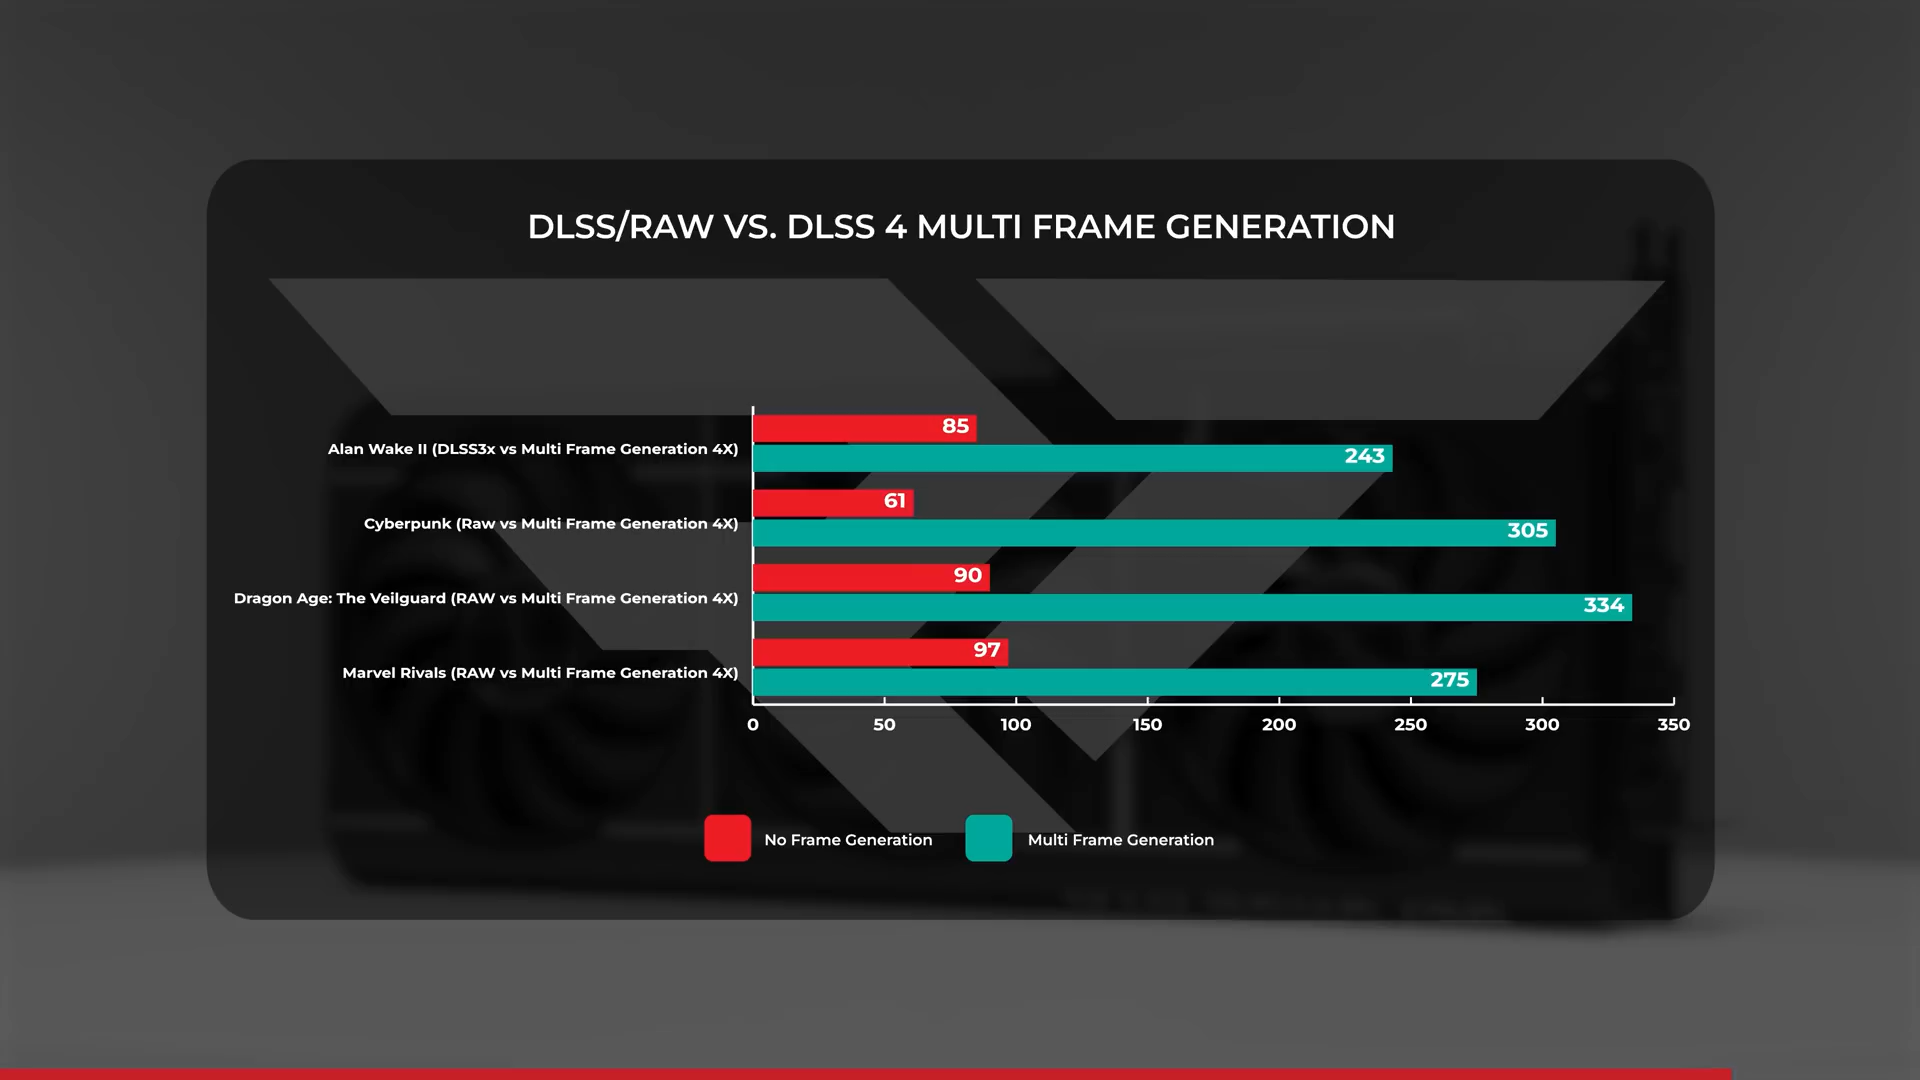 DLSS/RAW VS. DLSS 4 MULTI FRAME GENERATION
Alan Wake II (DLSS3x vs Multi Frame Generation 4X)
85
243
Cyberpunk (Raw vs Multi Frame Generation 4X)
61
305
Dragon Age: The Veilguard (RAW vs Multi Frame Generation 4X)
90
334
Marvel Rivals (RAW vs Multi Frame Generation 4X)
97
275
0 50 100 150 200 250 300 350
No Frame Generation Multi Frame Generation